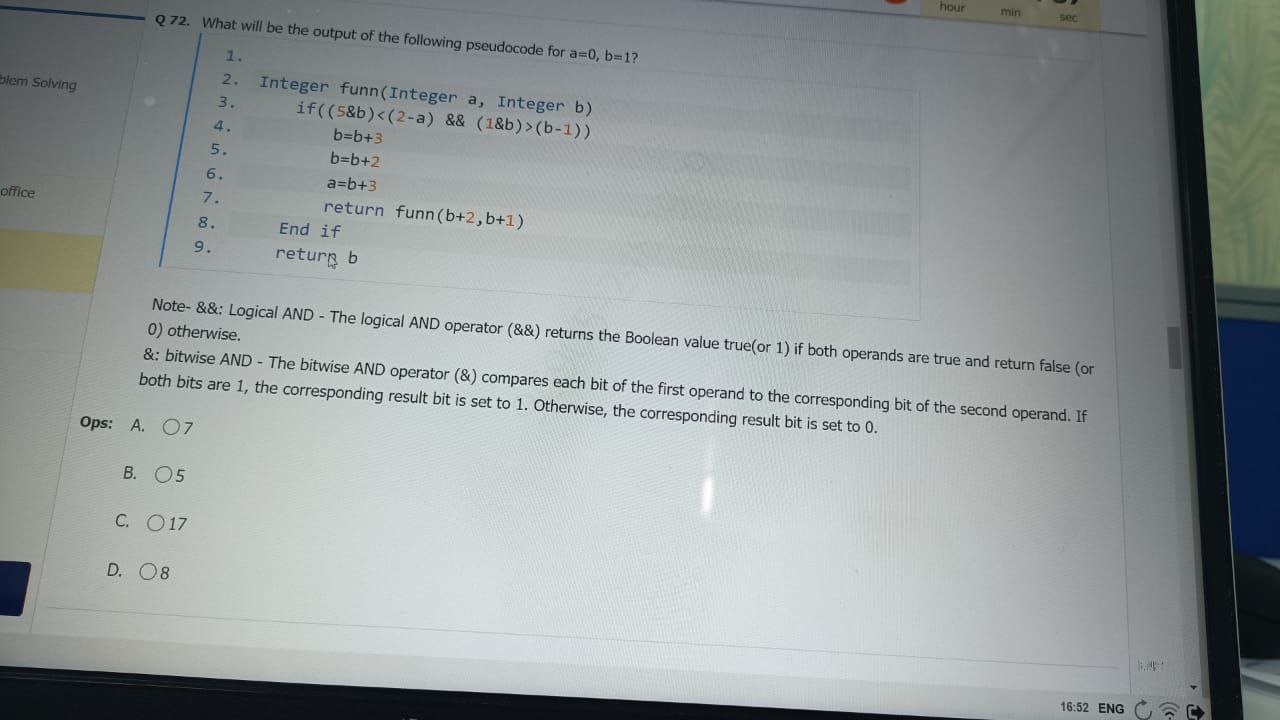 hour min sec
Q 72. What will be the output of the following pseudocode for a=0, b=1?
1.
2. Integer funn(Integer a, Integer b)
3. if((5&b)<(2-a) && (1&b)>(b-1))
4. b=b+3
5. b=b+2
6. a=b+3
7. return funn(b+2,b+1)
8. End if
9. return b
blem Solving
office
Note- &&: Logical AND - The logical AND operator (&&) returns the Boolean value true(or 1) if both operands are true and return false (or
0) otherwise.
&: bitwise AND - The bitwise AND operator (&) compares each bit of the first operand to the corresponding bit of the second operand. If
both bits are 1, the corresponding result bit is set to 1. Otherwise, the corresponding result bit is set to 0.
Ops: A. 7
B. 5
C. 17
D. 8
16:52 ENG